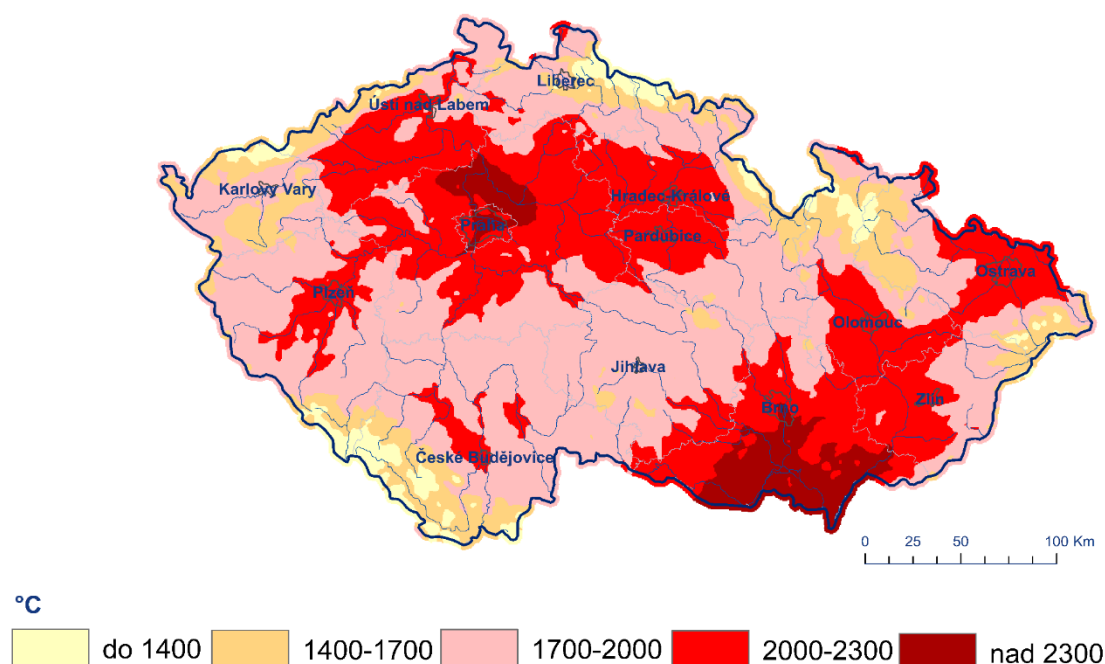 Liberec
Ústí nad Labem
Karlovy Vary
Hradec-Králové
Praha
Pardubice
Ostrava
Plzeň
Olomouc
Jihlava
Zlín
Brno
České Budějovice
0 25 50 100 Km
°C
do 1400 1400-1700 1700-2000 2000-2300 nad 2300